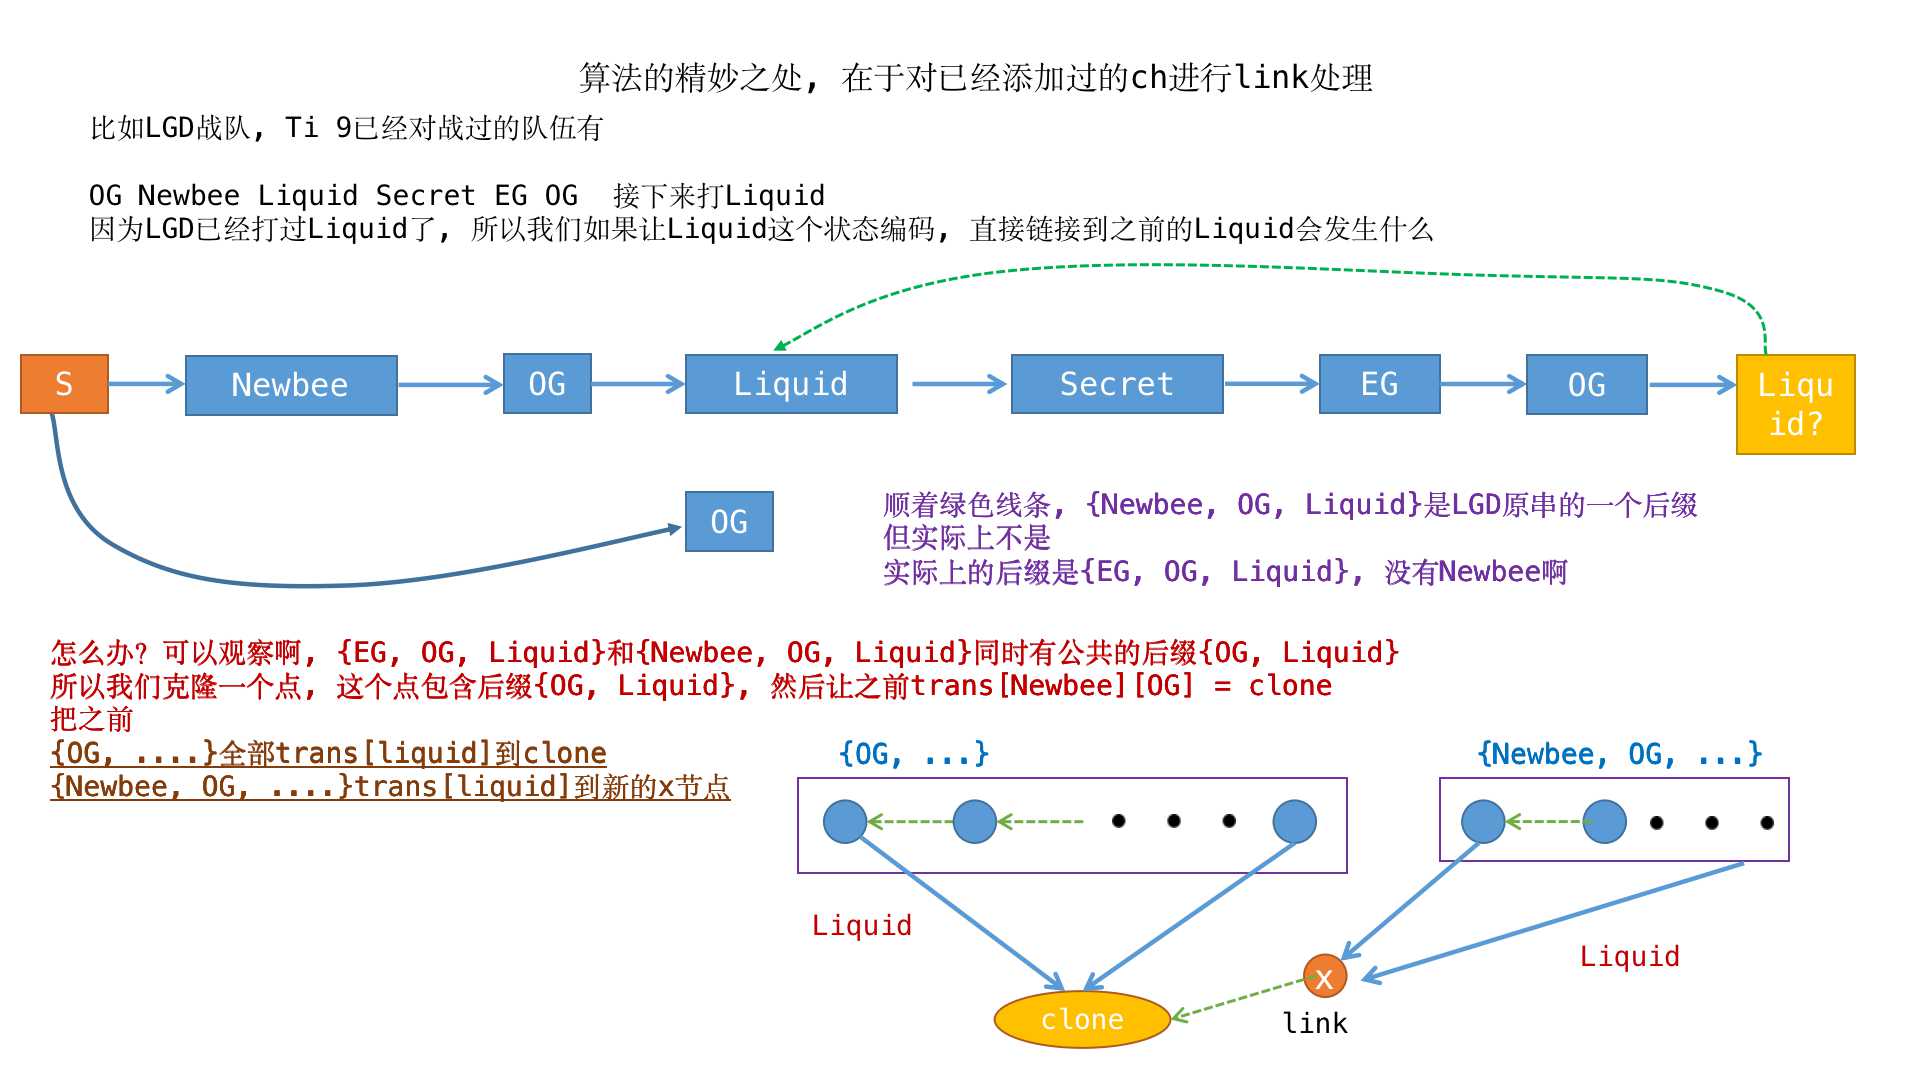 算法的精妙之处, 在于对已经添加过的ch进行link处理
比如LGD战队, Ti 9已经对战过的队伍有
OG Newbee Liquid Secret EG OG  接下来打Liquid
因为LGD已经打过Liquid了, 所以我们如果让Liquid这个状态编码, 直接链接到之前的Liquid会发生什么
S
Newbee
OG
Liquid
Secret
EG
OG
Liqu
id?
OG
顺着绿色线条, {Newbee, OG, Liquid}是LGD原串的一个后缀
但实际上不是
实际上的后缀是{EG, OG, Liquid}, 没有Newbee啊
怎么办? 可以观察啊, {EG, OG, Liquid}和{Newbee, OG, Liquid}同时有公共的后缀{OG, Liquid}
所以我们克隆一个点, 这个点包含后缀{OG, Liquid}, 然后让之前trans[Newbee][OG] = clone
把之前
{OG, ....}全部trans[liquid]到clone
{Newbee, OG, ....}trans[liquid]到新的x节点
{OG, ...}
{Newbee, OG, ...}
Liquid
Liquid
x
clone
link